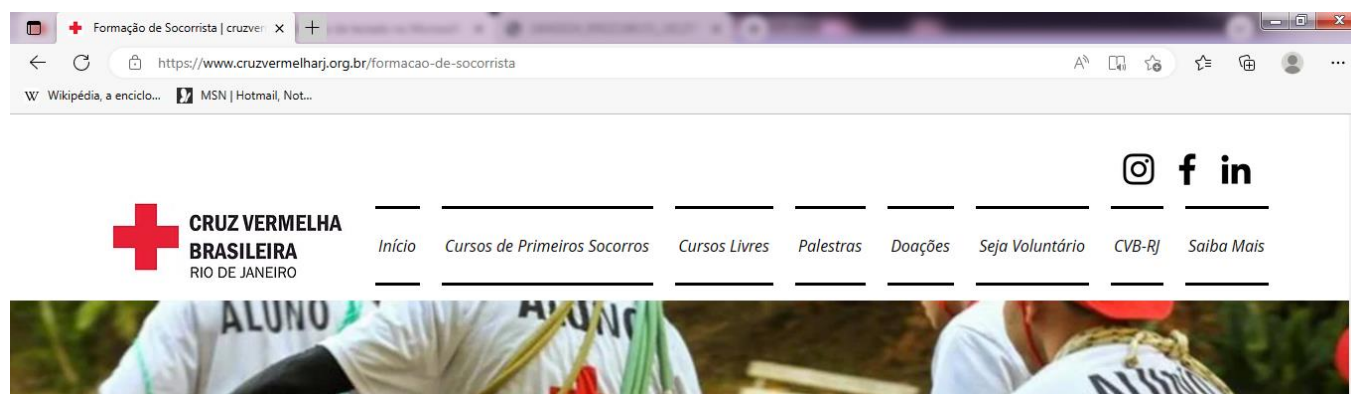 Formação de Socorrista | cruzver
https://www.cruzvermelharj.org.br/formacao-de-socorrista
W Wikipédia, a enciclo... MSN | Hotmail, Not...
f in
CRUZ VERMELHA
BRASILEIRA
RIO DE JANEIRO
Início Cursos de Primeiros Socorros Cursos Livres Palestras Doações Seja Voluntário CVB-RJ Saiba Mais
ALUNO ALUNO ALUNO